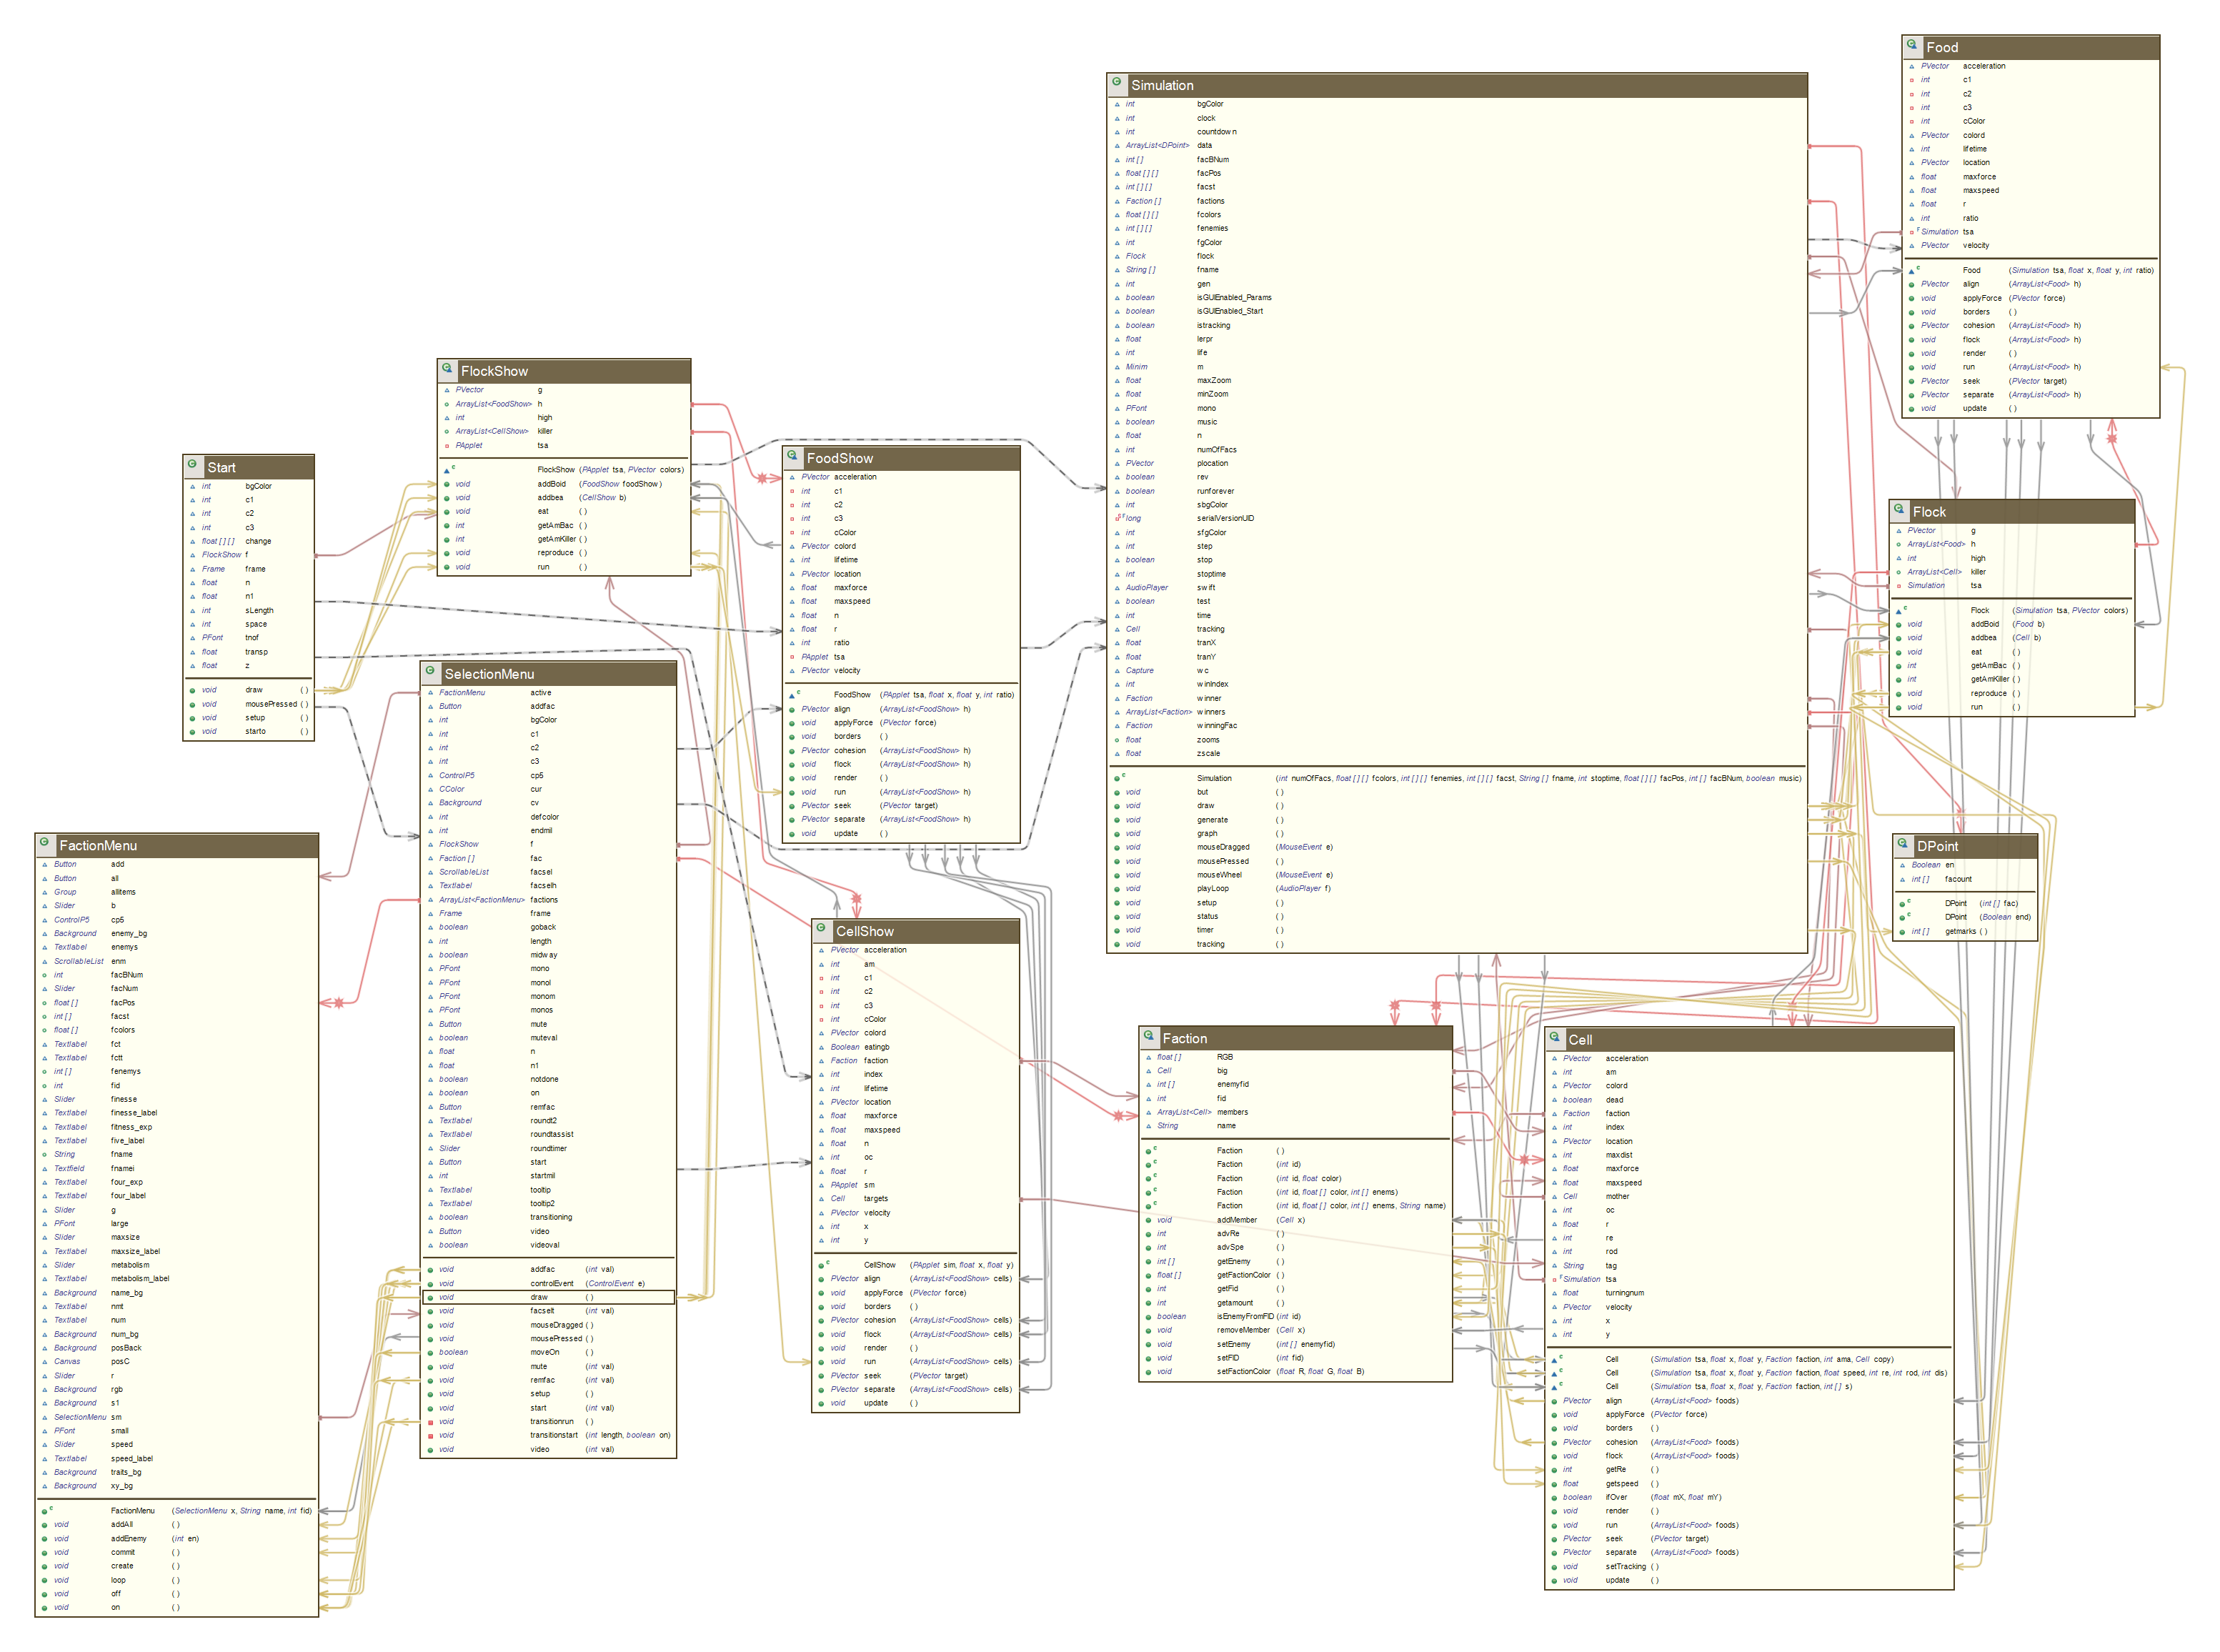 Food
PVector acceleration
int c1
int c2
int c3
int cColor
PVector colord
int lifetime
PVector location
float maxforce
float maxspeed
float r
int ratio
Simulation tsa
PVector velocity
Food (Simulation tsa, float x, float y, int ratio)
PVector align (ArrayList<Food> h)
void applyForce (PVector force)
void borders ( )
PVector cohesion (ArrayList<Food> h)
void flock (ArrayList<Food> h)
void render ( )
void run (ArrayList<Food> h)
PVector seek (PVector target)
PVector separate (ArrayList<Food> h)
void update ( )
Simulation
int bgColor
int clock
int countdown
ArrayList<DPoint> data
int [ ] facBNum
float [ ] [ ] facPos
int [ ] [ ] facst
Faction [ ] factions
float [ ] [ ] fcolors
int [ ] [ ] fenemies
int fgColor
Flock flock
String [ ] fname
int gen
boolean isGUIEnabled_Params
boolean isGUIEnabled_Start
boolean istracking
float lerpr
int life
Minim m
float maxZoom
float minZoom
PFont mono
boolean music
float n
int numOfFacs
PVector plocation
boolean rev
boolean runforever
int sbgColor
long serialVersionUID
int sfgColor
int step
boolean stop
int stoptime
AudioPlayer swift
boolean test
int time
Cell tracking
float tranX
float tranY
Capture wc
int winIndex
Faction winner
ArrayList<Faction> winners
Faction winningFac
float zooms
float zscale
Simulation (int numOfFacs, float [ ] [ ] fcolors, int [ ] [ ] fenemies, int [ ] [ ] facst, String [ ] fname, int stoptime, float [ ] [ ] facPos, int [ ] facBNum, boolean music)
void but ( )
void draw ( )
void generate ( )
void graph ( )
void mouseDragged (MouseEvent e)
void mousePressed ( )
void mouseWheel (MouseEvent e)
void playLoop (AudioPlayer f)
void setup ( )
void status ( )
void timer ( )
void tracking ( )
FlockShow
PVector g
ArrayList<FoodShow> h
int high
ArrayList<CellShow> killer
PApplet tsa
FlockShow (PApplet tsa, PVector colors)
void addBoid (FoodShow foodShow)
void addbea (CellShow b)
void eat ( )
int getAmBac ( )
int getAmKiller ( )
void reproduce ( )
void run ( )
FoodShow
PVector acceleration
int c1
int c2
int c3
int cColor
PVector colord
int lifetime
PVector location
float maxforce
float maxspeed
float n
float r
int ratio
PApplet tsa
PVector velocity
FoodShow (PApplet tsa, float x, float y, int ratio)
PVector align (ArrayList<FoodShow> h)
void applyForce (PVector force)
void borders ( )
PVector cohesion (ArrayList<FoodShow> h)
void flock (ArrayList<FoodShow> h)
void render ( )
void run (ArrayList<FoodShow> h)
PVector seek (PVector target)
PVector separate (ArrayList<FoodShow> h)
void update ( )
Start
int bgColor
int c1
int c2
int c3
float [ ] [ ] change
FlockShow f
Frame frame
float n
float n1
int sLength
int space
PFont tnof
float transp
float z
void draw ( )
void mousePressed ( )
void setup ( )
void starto ( )
Flock
PVector g
ArrayList<Food> h
int high
ArrayList<Cell> killer
Simulation tsa
Flock (Simulation tsa, PVector colors)
void addBoid (Food b)
void addbea (Cell b)
void eat ( )
int getAmBac ( )
int getAmKiller ( )
void reproduce ( )
void run ( )
SelectionMenu
FactionMenu active
Button addfac
int bgColor
int c1
int c2
int c3
ControlP5 cp5
CColor cur
Background cv
int defcolor
int endmil
FlockShow f
Faction [ ] fac
ScrollableList facsel
Textlabel facselh
ArrayList<FactionMenu> factions
Frame frame
boolean goback
int length
boolean midway
PFont mono
PFont monol
PFont monom
PFont monos
Button mute
boolean muteval
float n
float n1
boolean notdone
boolean on
Button remfac
Textlabel roundt2
Textlabel roundtassist
Slider roundtimer
Button start
int startmil
Textlabel tooltip
Textlabel tooltip2
boolean transitioning
Button video
boolean videoval
void addfac (int val)
void controlEvent (ControlEvent e)
void draw ( )
void facselt (int val)
void mouseDragged ( )
void mousePressed ( )
boolean moveOn ( )
void mute (int val)
void remfac (int val)
void setup ( )
void start (int val)
void transitionrun ( )
void transitionstart (int length, boolean on)
void video (int val)
FactionMenu
Button add
Button all
Group allitems
Slider b
ControlP5 cp5
Background enemy_bg
Textlabel enemys
ScrollableList enm
int facBNum
Slider facNum
float [ ] facPos
int [ ] facst
float [ ] fcolors
Textlabel fct
Textlabel fctt
int [ ] fenemys
int fid
Slider finesse
Textlabel finesse_label
Textlabel fitness_exp
Textlabel five_label
String fname
Textfield fnamei
Textlabel four_exp
Textlabel four_label
Slider g
PFont large
Slider maxsize
Textlabel maxsize_label
Slider metabolism
Textlabel metabolism_label
Background name_bg
Textlabel nmt
Textlabel num
Background num_bg
Background posBack
Canvas posC
Slider r
Background rgb
Background s1
SelectionMenu sm
PFont small
Slider speed
Textlabel speed_label
Background traits_bg
Background xy_bg
FactionMenu (SelectionMenu x, String name, int fid)
void addAll ( )
void addEnemy (int en)
void commit ( )
void create ( )
void loop ( )
void off ( )
void on ( )
DPoint
Boolean en
int [ ] facount
DPoint (int [ ] fac)
DPoint (Boolean end)
int [ ] getmarks ( )
CellShow
PVector acceleration
int am
int c1
int c2
int c3
int cColor
PVector colord
Boolean eatingb
Faction faction
int index
int lifetime
PVector location
float maxforce
float maxspeed
float n
int oc
float r
PApplet sm
Cell targets
PVector velocity
int x
int y
CellShow (PApplet sim, float x, float y)
PVector align (ArrayList<FoodShow> cells)
void applyForce (PVector force)
void borders ( )
PVector cohesion (ArrayList<FoodShow> cells)
void flock (ArrayList<FoodShow> cells)
void render ( )
void run (ArrayList<FoodShow> cells)
PVector seek (PVector target)
PVector separate (ArrayList<FoodShow> cells)
void update ( )
Faction
float [ ] RGB
Cell big
int [ ] enemyfid
int fid
ArrayList<Cell> members
String name
Faction ( )
Faction (int id)
Faction (int id, float color)
Faction (int id, float [ ] color, int [ ] enems)
Faction (int id, float [ ] color, int [ ] enems, String name)
void addMember (Cell x)
int advRe ( )
int advSpe ( )
int [ ] getEnemy ( )
float [ ] getFactionColor ( )
int getFid ( )
int getamount ( )
boolean isEnemyFromFID (int id)
void removeMember (Cell x)
void setEnemy (int [ ] enemyfid)
void setFID (int fid)
void setFactionColor (float R, float G, float B)
Cell
PVector acceleration
int am
PVector colord
boolean dead
Faction faction
int index
PVector location
int maxdist
float maxforce
float maxspeed
Cell mother
int oc
float r
int re
int rod
String tag
Simulation tsa
float turningnum
PVector velocity
int x
int y
Cell (Simulation tsa, float x, float y, Faction faction, int ama, Cell copy)
Cell (Simulation tsa, float x, float y, Faction faction, float speed, int re, int rod, int dis)
Cell (Simulation tsa, float x, float y, Faction faction, int [ ] s)
PVector align (ArrayList<Food> foods)
void applyForce (PVector force)
void borders ( )
PVector cohesion (ArrayList<Food> foods)
void flock (ArrayList<Food> foods)
int getRe ( )
float getspeed ( )
boolean ifOver (float mX, float mY)
void render ( )
void run (ArrayList<Food> foods)
PVector seek (PVector target)
PVector separate (ArrayList<Food> foods)
void setTracking ( )
void update ( )